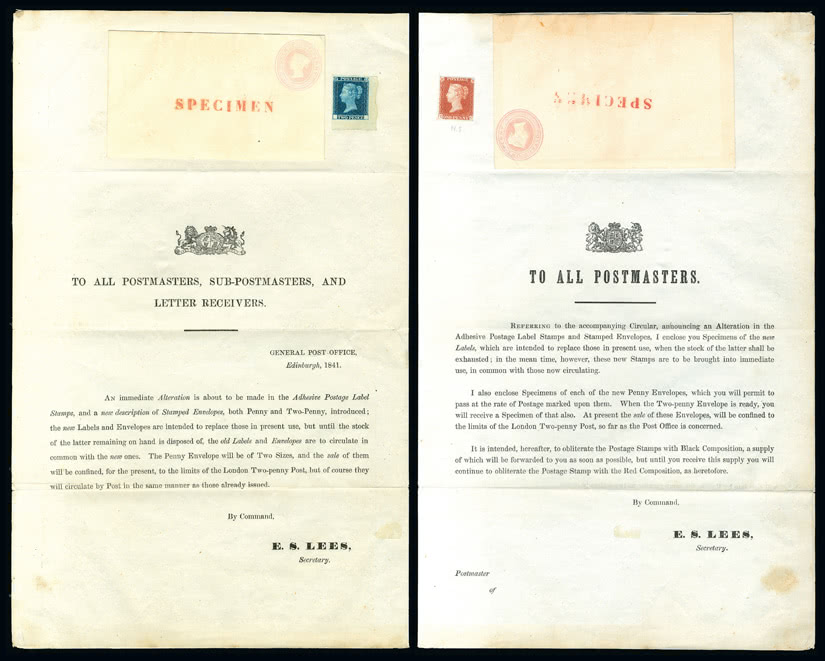 SPECIMEN
POSTAGE
TWO PENCE
TO ALL POSTMASTERS, SUB-POSTMASTERS, AND
LETTER RECEIVERS.
GENERAL POST OFFICE,
Edinburgh, 1841.
AN immediate Alteration is about to be made in the Adhesive Postage Label
Stamps, and a new description of Stamped Envelopes, both Penny and Two-Penny, introduced;
the new Labels and Envelopes are intended to replace those in present use, but until the stock
of the latter remaining on hand is disposed of, the old Labels and Envelopes are to circulate in
common with the new ones. The Penny Envelope will be of Two Sizes, and the sale of them
will be confined, for the present, to the limits of the London Two-penny Post, but of course they
will circulate by Post in the same manner as those already issued.
By Command,
E. S. LEES,
Secretary.
POSTAGE
ONE PENNY
SPECIMEN
TO ALL POSTMASTERS.
REFERRING to the accompanying Circular, announcing an Alteration in the
Adhesive Postage Label Stamps and Stamped Envelopes, I enclose you Specimens of the new
Labels, which are intended to replace those in present use, when the stock of the latter shall be
exhausted; in the mean time, however, these new Stamps are to be brought into immediate
use, in common with those now circulating.
I also enclose Specimens of each of the new Penny Envelopes, which you will permit to
pass at the rate of Postage marked upon them. When the Two-penny Envelope is ready, you
will receive a Specimen of that also. At present the sale of these Envelopes, will be confined to
the limits of the London Two-penny Post, so far as the Post Office is concerned.
It is intended, hereafter, to obliterate the Postage Stamps with Black Composition, a supply
of which will be forwarded to you as soon as possible, but until you receive this supply you will
continue to obliterate the Postage Stamp with the Red Composition, as heretofore.
By Command,
E. S. LEES,
Secretary.
Postmaster
of